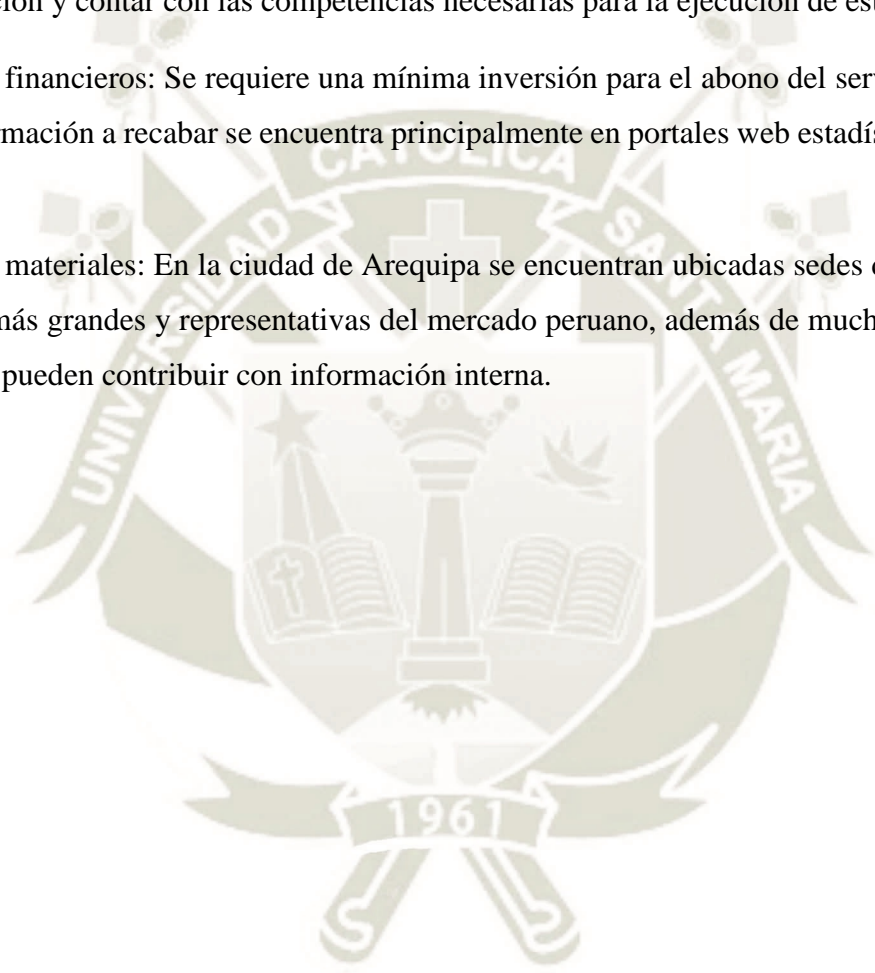 ción y contar con las competencias necesarias para la ejecución de est
financieros: Se requiere una mínima inversión para el abono del ser
rmación a recabar se encuentra principalmente en portales web estadís
materiales: En la ciudad de Arequipa se encuentran ubicadas sedes
más grandes y representativas del mercado peruano, además de much
pueden contribuir con información interna.
UNIVERSIDAD CATOLICA SANTA MARIA
1961